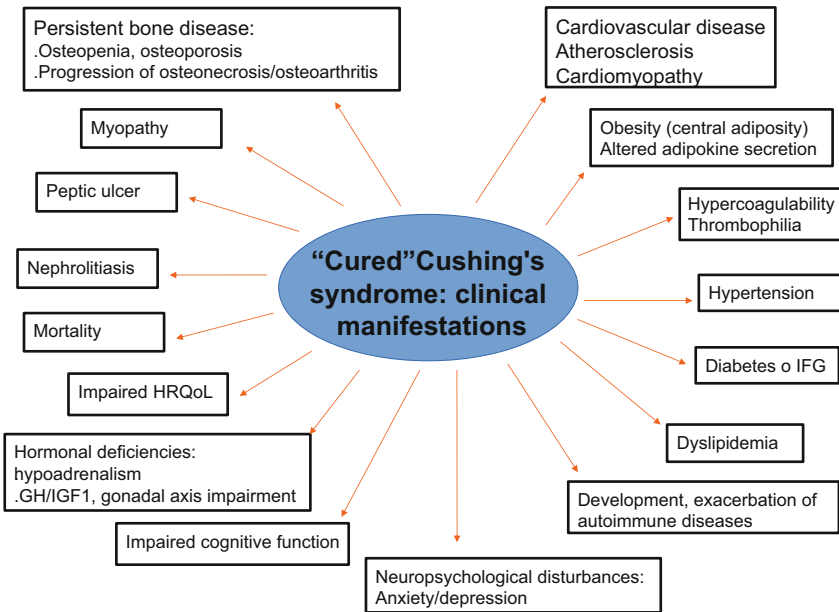 Persistent bone disease:
.Osteopenia, osteoporosis
.Progression of osteonecrosis/osteoarthritis
Cardiovascular disease
Atherosclerosis
Cardiomyopathy
Myopathy
Obesity (central adiposity)
Altered adipokine secretion
Peptic ulcer
Hypercoagulability
Thrombophilia
“Cured”Cushing's
syndrome: clinical
manifestations
Nephrolitiasis
Hypertension
Mortality
Diabetes o IFG
Impaired HRQoL
Dyslipidemia
Hormonal deficiencies:
hypoadrenalism
.GH/IGF1, gonadal axis impairment
Development, exacerbation of
autoimmune diseases
Impaired cognitive function
Neuropsychological disturbances:
Anxiety/depression